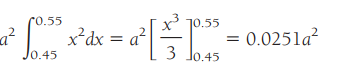 a² ∫_{0.45}^{0.55} x²dx = a² [ x³/3 ]_{0.45}^{0.55} = 0.0251a²